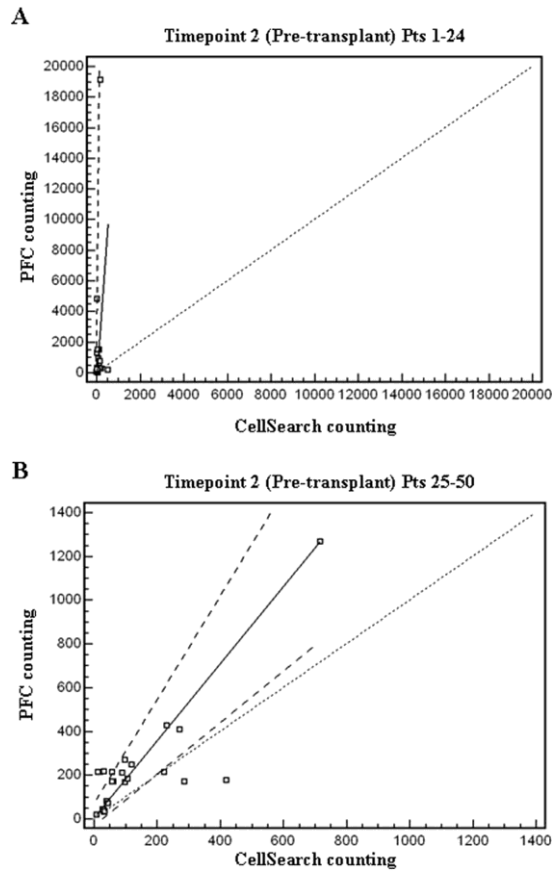 A
Timepoint 2 (Pre-transplant) Pts 1-24
PFC counting
20000
18000
16000
14000
12000
10000
8000
6000
4000
2000
0
0 2000 4000 6000 8000 10000 12000 14000 16000 18000 20000
CellSearch counting
B
Timepoint 2 (Pre-transplant) Pts 25-50
PFC counting
1400
1200
1000
800
600
400
200
0
0 200 400 600 800 1000 1200 1400
CellSearch counting